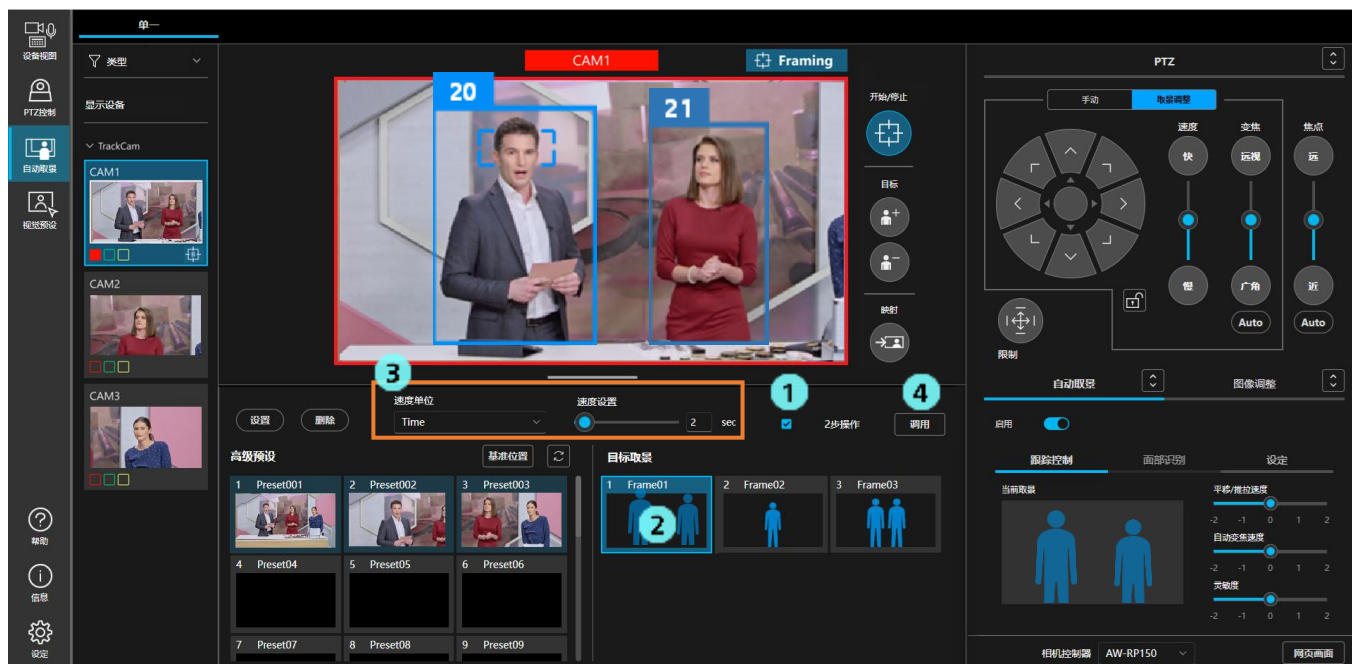 单一
设备视图
PTZ控制
自动取景
视觉预设
帮助
信息
设定
类型
显示设备
TrackCam
CAM1
CAM2
CAM3
CAM1
Framing
20
21
开始/停止
目标
映射
3
速度单位
速度设置
设置
删除
Time
2 sec
1
2步操作
4
调用
高级预设
基准位置
1 Preset001
2 Preset002
3 Preset003
4 Preset04
5 Preset05
6 Preset06
7 Preset07
8 Preset08
9 Preset09
目标取景
1 Frame01
2 Frame02
3 Frame03
2
PTZ
手动
取景调整
速度
变焦
焦点
快
远视
远
慢
广角
近
Auto
Auto
限制
自动取景
图像调整
启用
跟踪控制
面部识别
设定
当前取景
平移/推拉速度
-2 -1 0 1 2
自动变焦速度
-2 -1 0 1 2
灵敏度
-2 -1 0 1 2
相机控制器
AW-RP150
网页画面